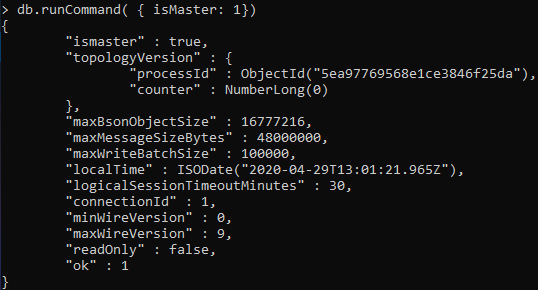 > db.runCommand( { isMaster: 1})
{
        "ismaster" : true,
        "topologyVersion" : {
                "processId" : ObjectId("5ea97769568e1ce3846f25da"),
                "counter" : NumberLong(0)
        },
        "maxBsonObjectSize" : 16777216,
        "maxMessageSizeBytes" : 48000000,
        "maxWriteBatchSize" : 100000,
        "localTime" : ISODate("2020-04-29T13:01:21.965Z"),
        "logicalSessionTimeoutMinutes" : 30,
        "connectionId" : 1,
        "minWireVersion" : 0,
        "maxWireVersion" : 9,
        "readOnly" : false,
        "ok" : 1
}